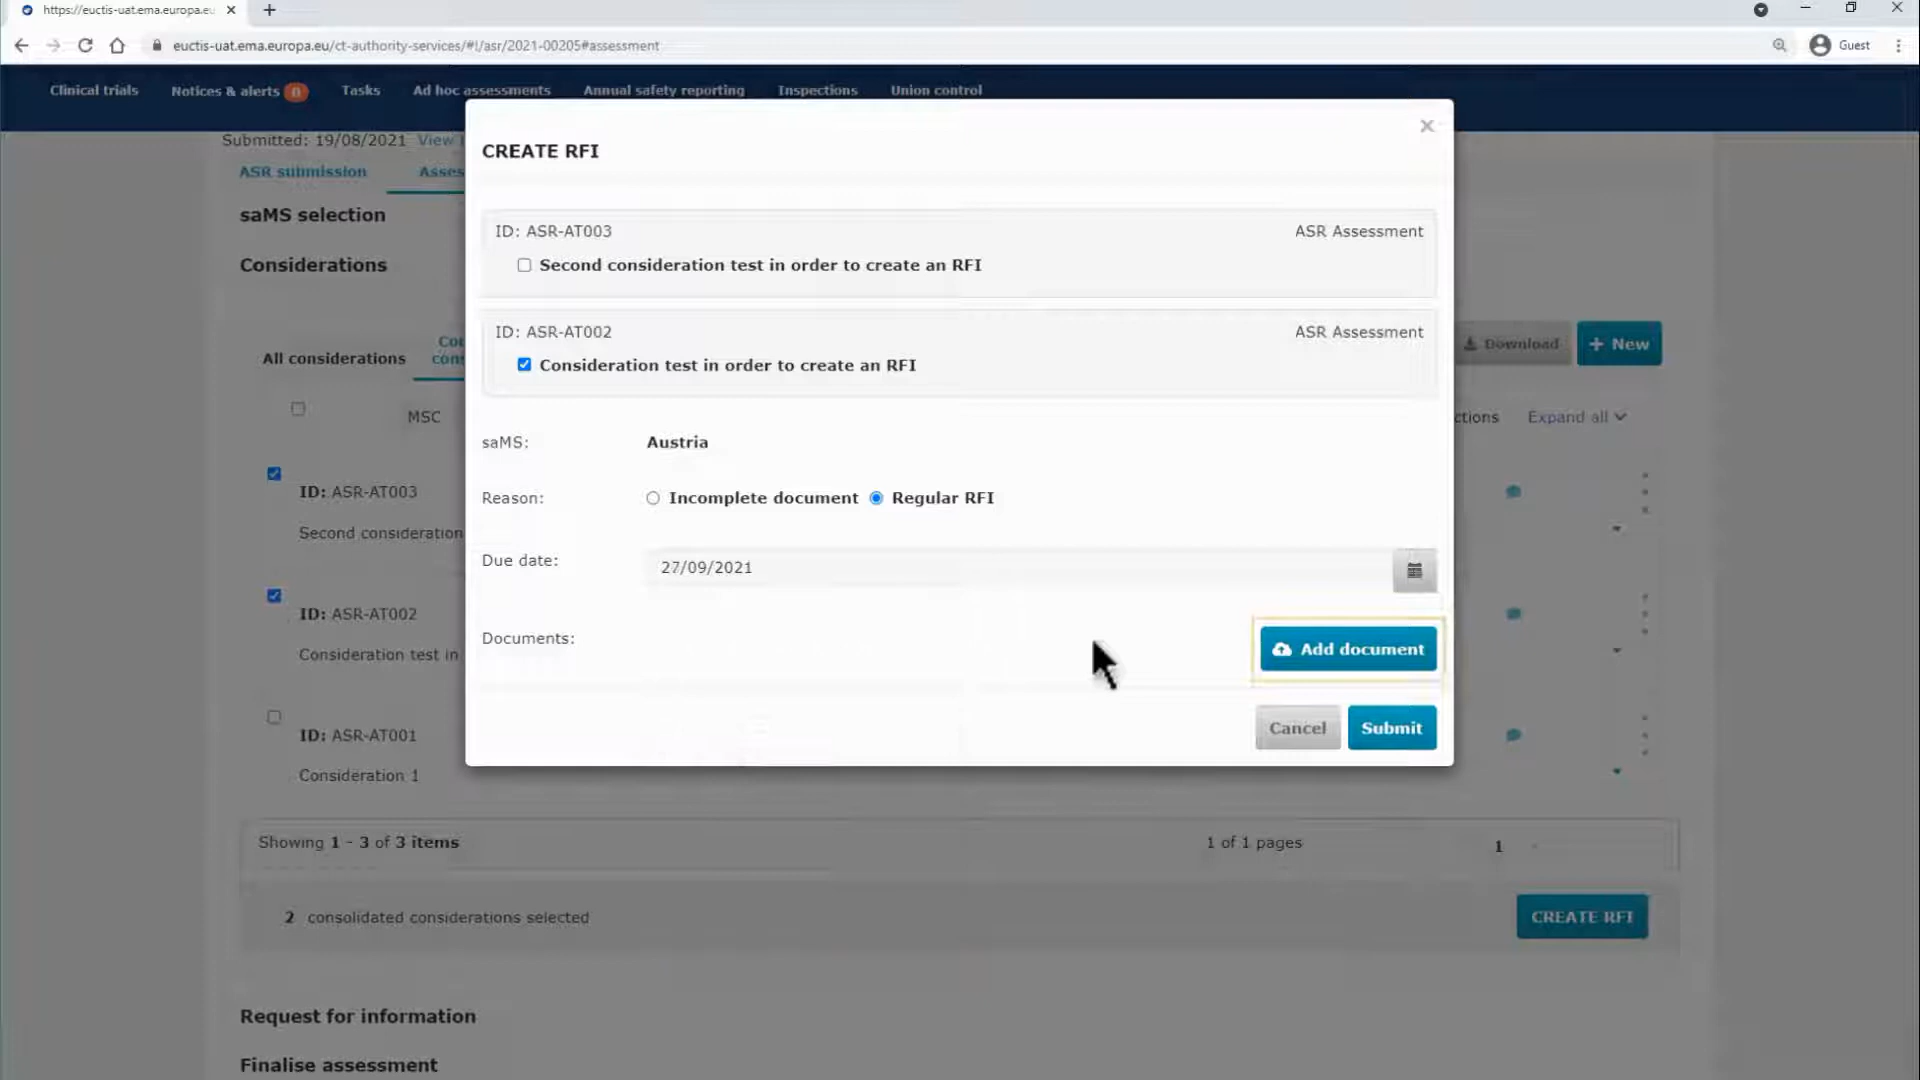 https://euctis-uat.ema.europa.eu
euctis-uat.ema.europa.eu/ct-authority-services/#!/asr/2021-00205#assessment
Guest
Clinical trials
Notices & alerts 0
Tasks
Ad hoc assessments
Annual safety reporting
Inspections
Union control
Submitted: 19/08/2021 View
ASR submission
Asses
saMS selection
Considerations
All considerations
Con
cons
Download
+ New
MSC
ctions
Expand all
ID: ASR-AT003
Second consideration
ID: ASR-AT002
Consideration test in
ID: ASR-AT001
Consideration 1
CREATE RFI
ID: ASR-AT003
ASR Assessment
Second consideration test in order to create an RFI
ID: ASR-AT002
ASR Assessment
Consideration test in order to create an RFI
saMS:
Austria
Reason:
Incomplete document
Regular RFI
Due date:
27/09/2021
Documents:
Add document
Cancel
Submit
Showing 1 - 3 of 3 items
1 of 1 pages
1
2 consolidated considerations selected
CREATE RFI
Request for information
Finalise assessment